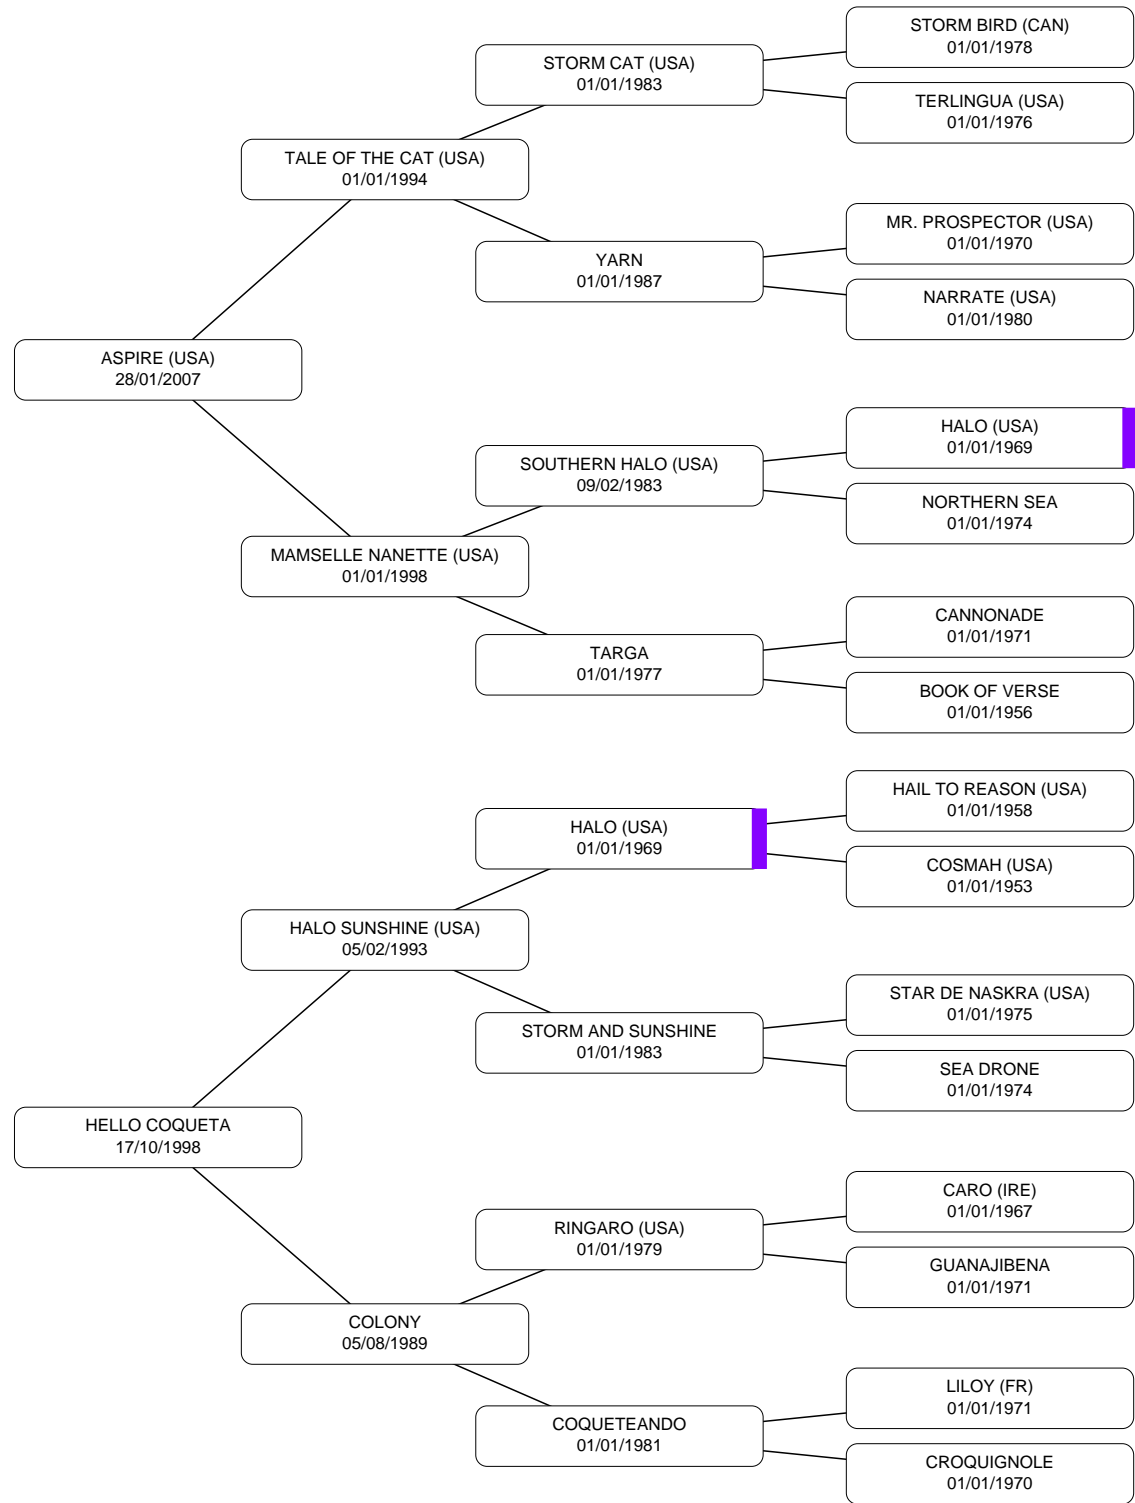 STORM BIRD (CAN)
01/01/1978
STORM CAT (USA)
01/01/1983
TERLINGUA (USA)
01/01/1976
TALE OF THE CAT (USA)
01/01/1994
MR. PROSPECTOR (USA)
01/01/1970
YARN
01/01/1987
NARRATE (USA)
01/01/1980
ASPIRE (USA)
28/01/2007
HALO (USA)
01/01/1969
SOUTHERN HALO (USA)
09/02/1983
NORTHERN SEA
01/01/1974
MAMSELLE NANETTE (USA)
01/01/1998
CANNONADE
01/01/1971
TARGA
01/01/1977
BOOK OF VERSE
01/01/1956
HAIL TO REASON (USA)
01/01/1958
HALO (USA)
01/01/1969
COSMAH (USA)
01/01/1953
HALO SUNSHINE (USA)
05/02/1993
STAR DE NASKRA (USA)
01/01/1975
STORM AND SUNSHINE
01/01/1983
SEA DRONE
01/01/1974
HELLO COQUETA
17/10/1998
CARO (IRE)
01/01/1967
RINGARO (USA)
01/01/1979
GUANAJIBENA
01/01/1971
COLONY
05/08/1989
LILOY (FR)
01/01/1971
COQUETEANDO
01/01/1981
CROQUIGNOLE
01/01/1970